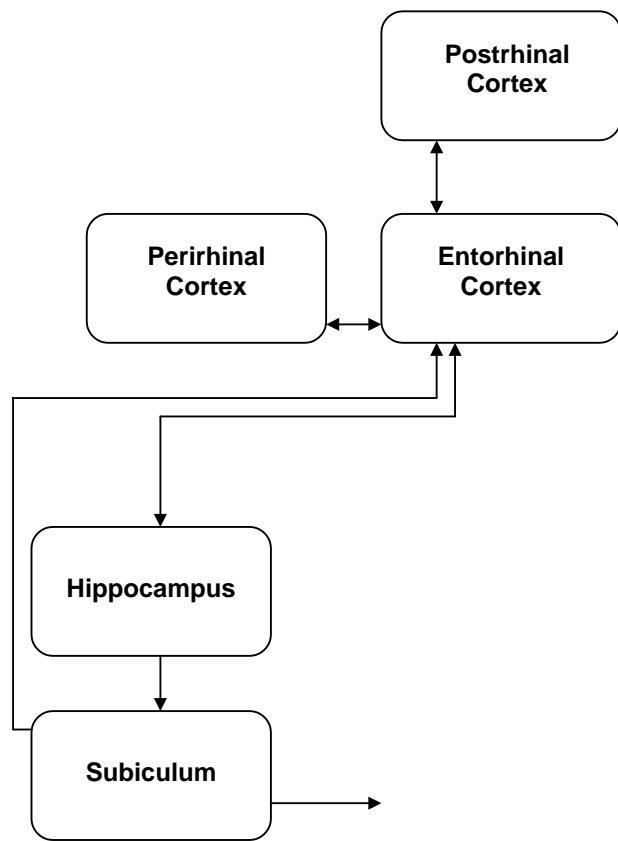 Postrhinal
Cortex
Perirhinal
Cortex
Entorhinal
Cortex
Hippocampus
Subiculum